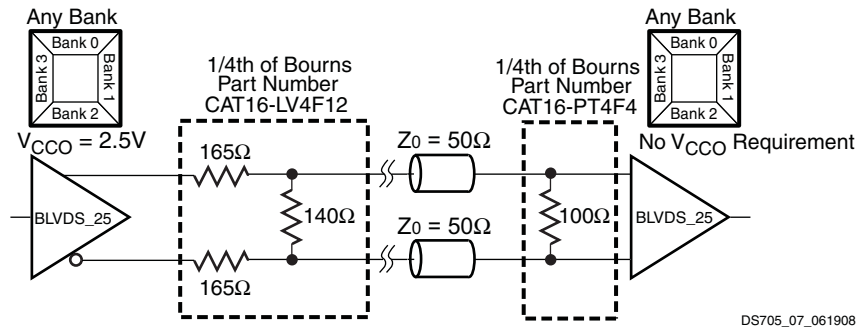 Any Bank
Bank 0
Bank 3
Bank 1
Bank 2
VCCO = 2.5V
1/4th of Bourns
Part Number
CAT16-LV4F12
165Ω
140Ω
165Ω
BLVDS_25
Z0 = 50Ω
Z0 = 50Ω
1/4th of Bourns
Part Number
CAT16-PT4F4
100Ω
Any Bank
Bank 0
Bank 3
Bank 1
Bank 2
No VCCO Requirement
BLVDS_25
DS705_07_061908